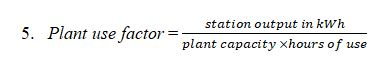 5. Plant use factor = station output in kWh / plant capacity ×hours of use